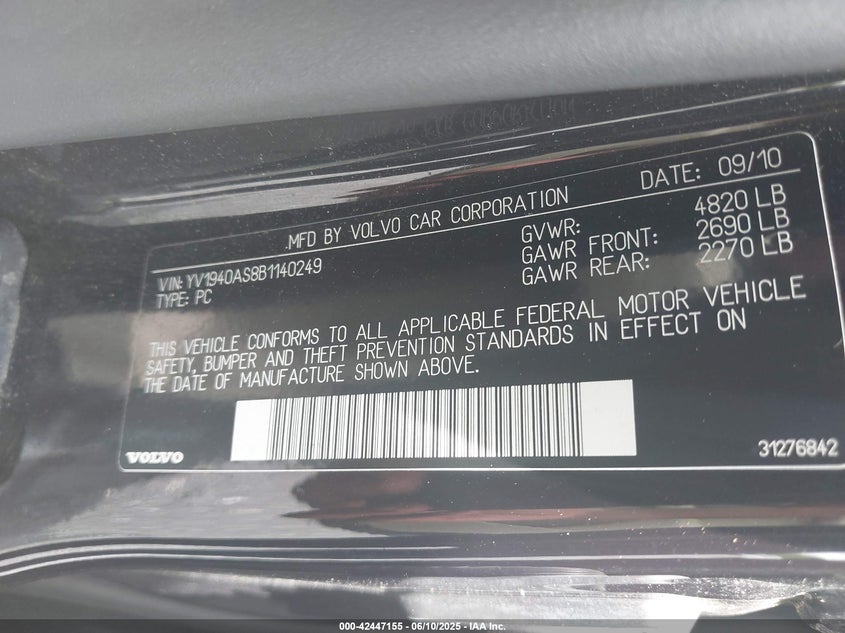 .MFD BY VOLVO CAR CORPORATION
DATE: 09/10
VIN: YV1940AS8B1140249
TYPE: PC
GVWR: 4820 LB
GAWR FRONT: 2690 LB
GAWR REAR: 2270 LB
THIS VEHICLE CONFORMS TO ALL APPLICABLE FEDERAL MOTOR VEHICLE
SAFETY, BUMPER AND THEFT PREVENTION STANDARDS IN EFFECT ON
THE DATE OF MANUFACTURE SHOWN ABOVE.
VOLVO
31276842
000-42447155 - 06/10/2025 - IAA Inc.